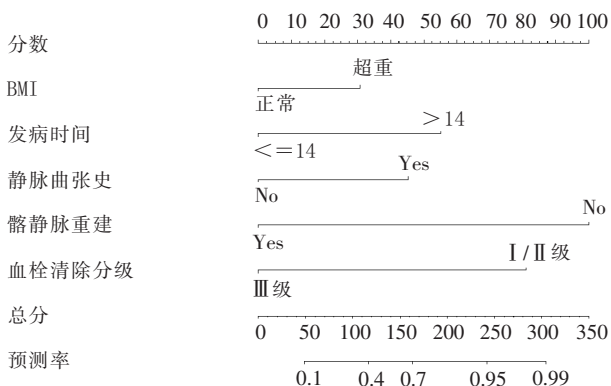 分数 0 10 20 30 40 50 60 70 80 90 100
超重
BMI
正常
>14
发病时间
<=14
Yes
静脉曲张史
No
No
髂静脉重建
Yes
Ⅰ/Ⅱ级
血栓清除分级
Ⅲ级
总分
0 50 100 150 200 250 300 350
预测率
0.1 0.4 0.7 0.95 0.99